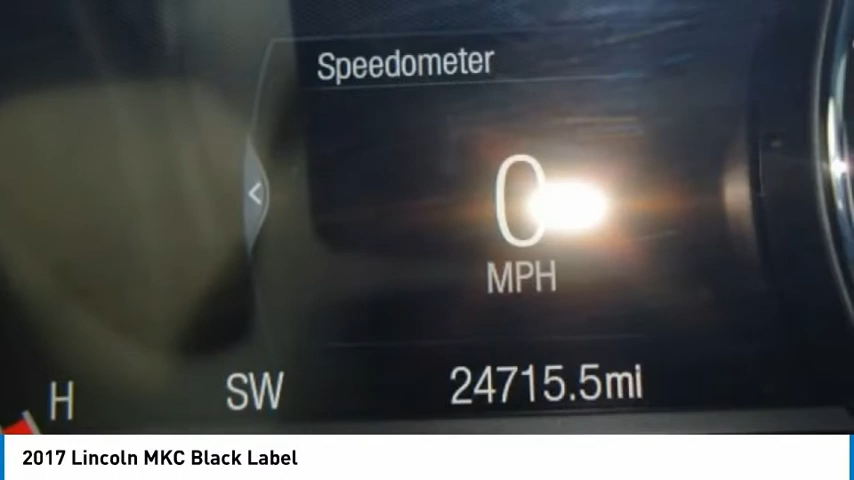 Speedometer
<
0
MPH
H SW 24715.5mi
2017 Lincoln MKC Black Label